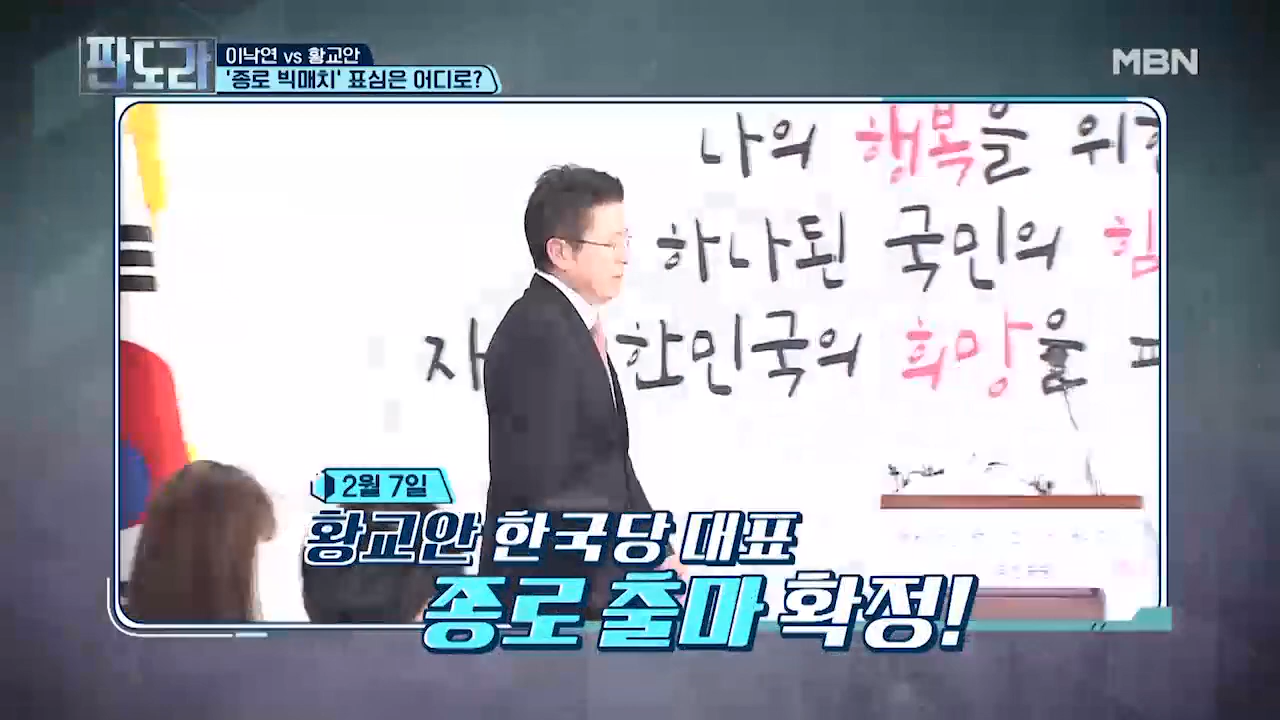 판도라
이낙연 vs 황교안
'종로 빅매치' 표심은 어디로?
MBN
나의 행복을 위한
하나된 국민의 힘
자 한민국의 희망을
2월 7일
황교안 한국당 대표
종로 출마 확정!